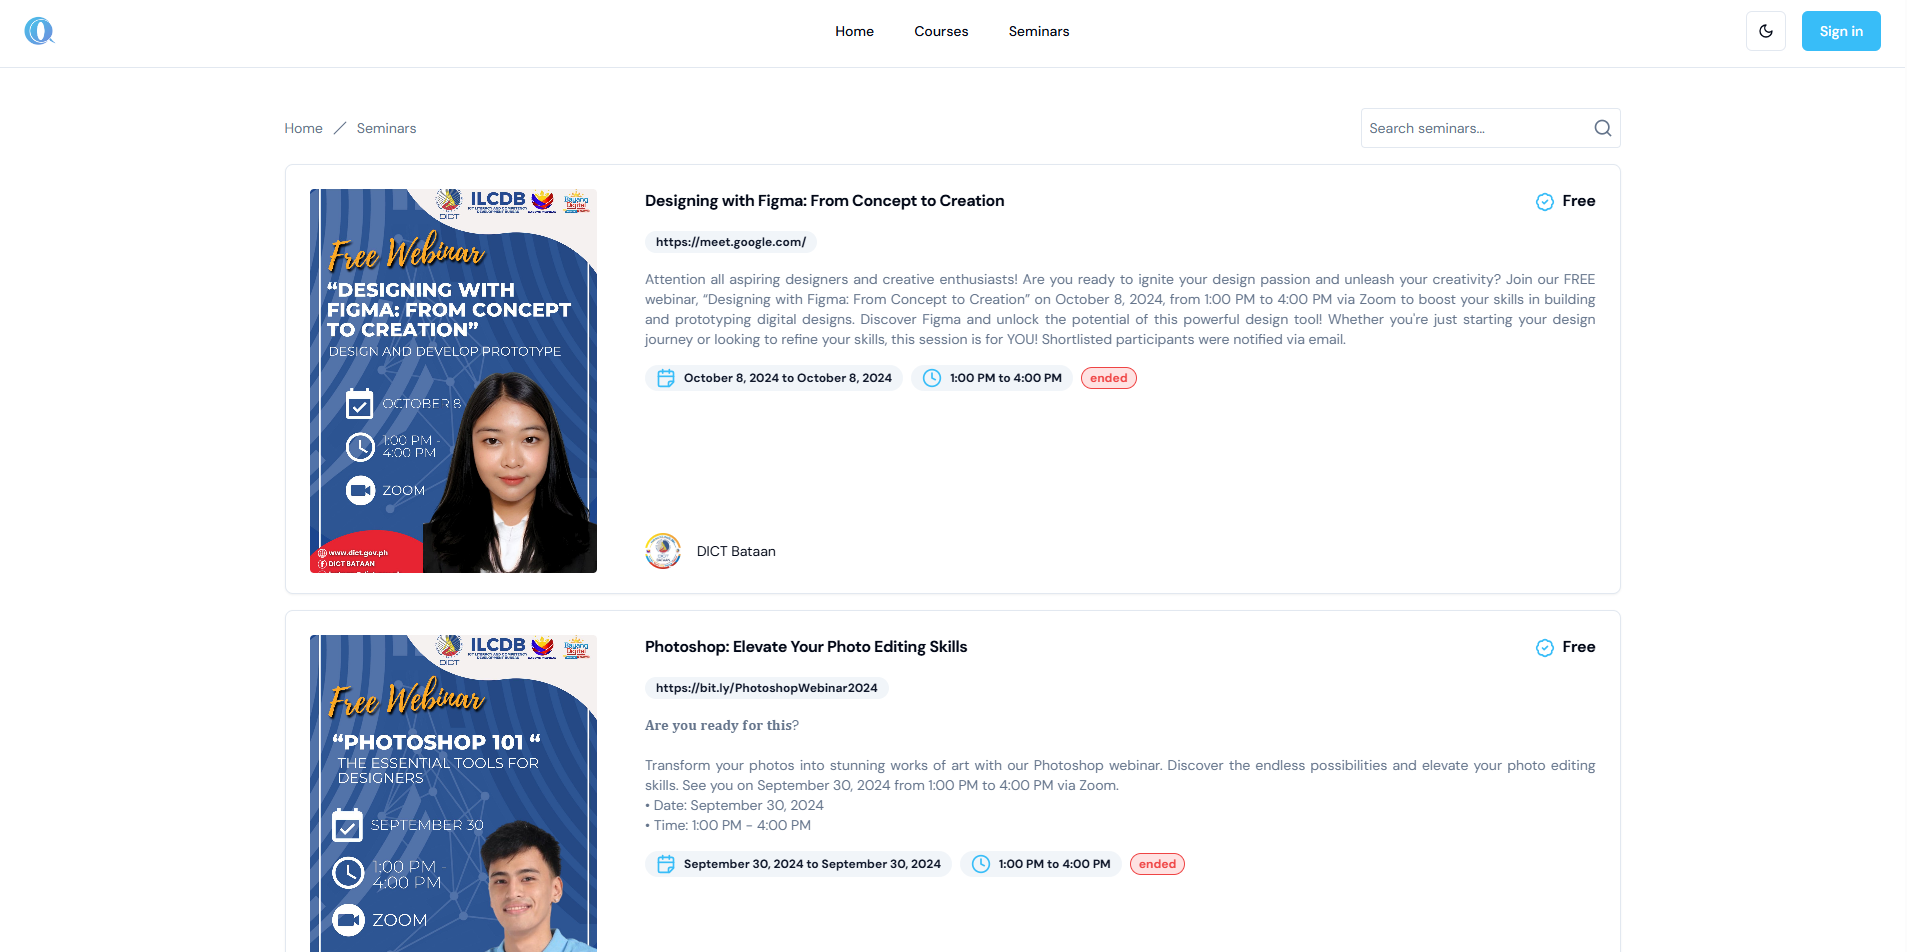 Home
Courses
Seminars
Sign in
Home
Seminars
Search seminars...
DICT
ILCDB
ICT LITERACY AND COMPETENCY
DEVELOPMENT BUREAU
Free Webinar
“DESIGNING WITH
FIGMA: FROM CONCEPT
TO CREATION”
DESIGN AND DEVELOP PROTOTYPE
OCTOBER 8
1:00 PM -
4:00 PM
ZOOM
www.dict.gov.ph
DICT BATAAN
Designing with Figma: From Concept to Creation
Free
https://meet.google.com/
Attention all aspiring designers and creative enthusiasts! Are you ready to ignite your design passion and unleash your creativity? Join our FREE
webinar, “Designing with Figma: From Concept to Creation” on October 8, 2024, from 1:00 PM to 4:00 PM via Zoom to boost your skills in building
and prototyping digital designs. Discover Figma and unlock the potential of this powerful design tool! Whether you're just starting your design
journey or looking to refine your skills, this session is for YOU! Shortlisted participants were notified via email.
October 8, 2024 to October 8, 2024
1:00 PM to 4:00 PM
ended
DICT Bataan
DICT
ILCDB
ICT LITERACY AND COMPETENCY
DEVELOPMENT BUREAU
Free Webinar
“PHOTOSHOP 101 “
THE ESSENTIAL TOOLS FOR
DESIGNERS
SEPTEMBER 30
1:00 PM -
4:00 PM
ZOOM
Photoshop: Elevate Your Photo Editing Skills
Free
https://bit.ly/PhotoshopWebinar2024
Are you ready for this?
Transform your photos into stunning works of art with our Photoshop webinar. Discover the endless possibilities and elevate your photo editing
skills. See you on September 30, 2024 from 1:00 PM to 4:00 PM via Zoom.
• Date: September 30, 2024
• Time: 1:00 PM - 4:00 PM
September 30, 2024 to September 30, 2024
1:00 PM to 4:00 PM
ended